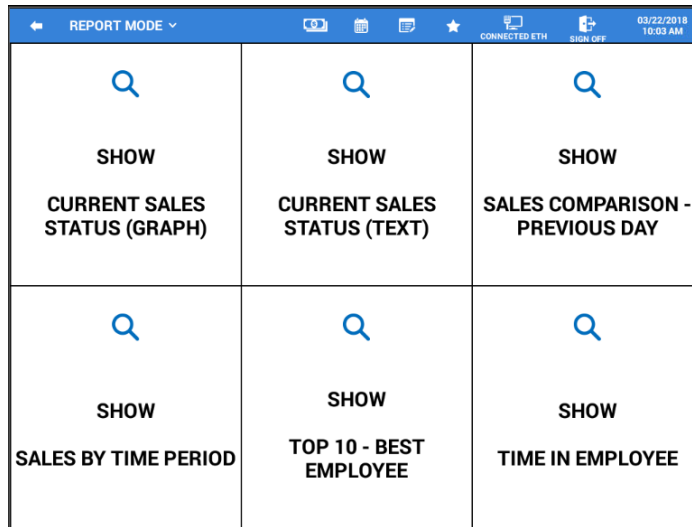 REPORT MODE
CONNECTED ETH
SIGN OFF
03/22/2018
10:03 AM
SHOW
CURRENT SALES
STATUS (GRAPH)
SHOW
CURRENT SALES
STATUS (TEXT)
SHOW
SALES COMPARISON -
PREVIOUS DAY
SHOW
SALES BY TIME PERIOD
SHOW
TOP 10 - BEST
EMPLOYEE
SHOW
TIME IN EMPLOYEE